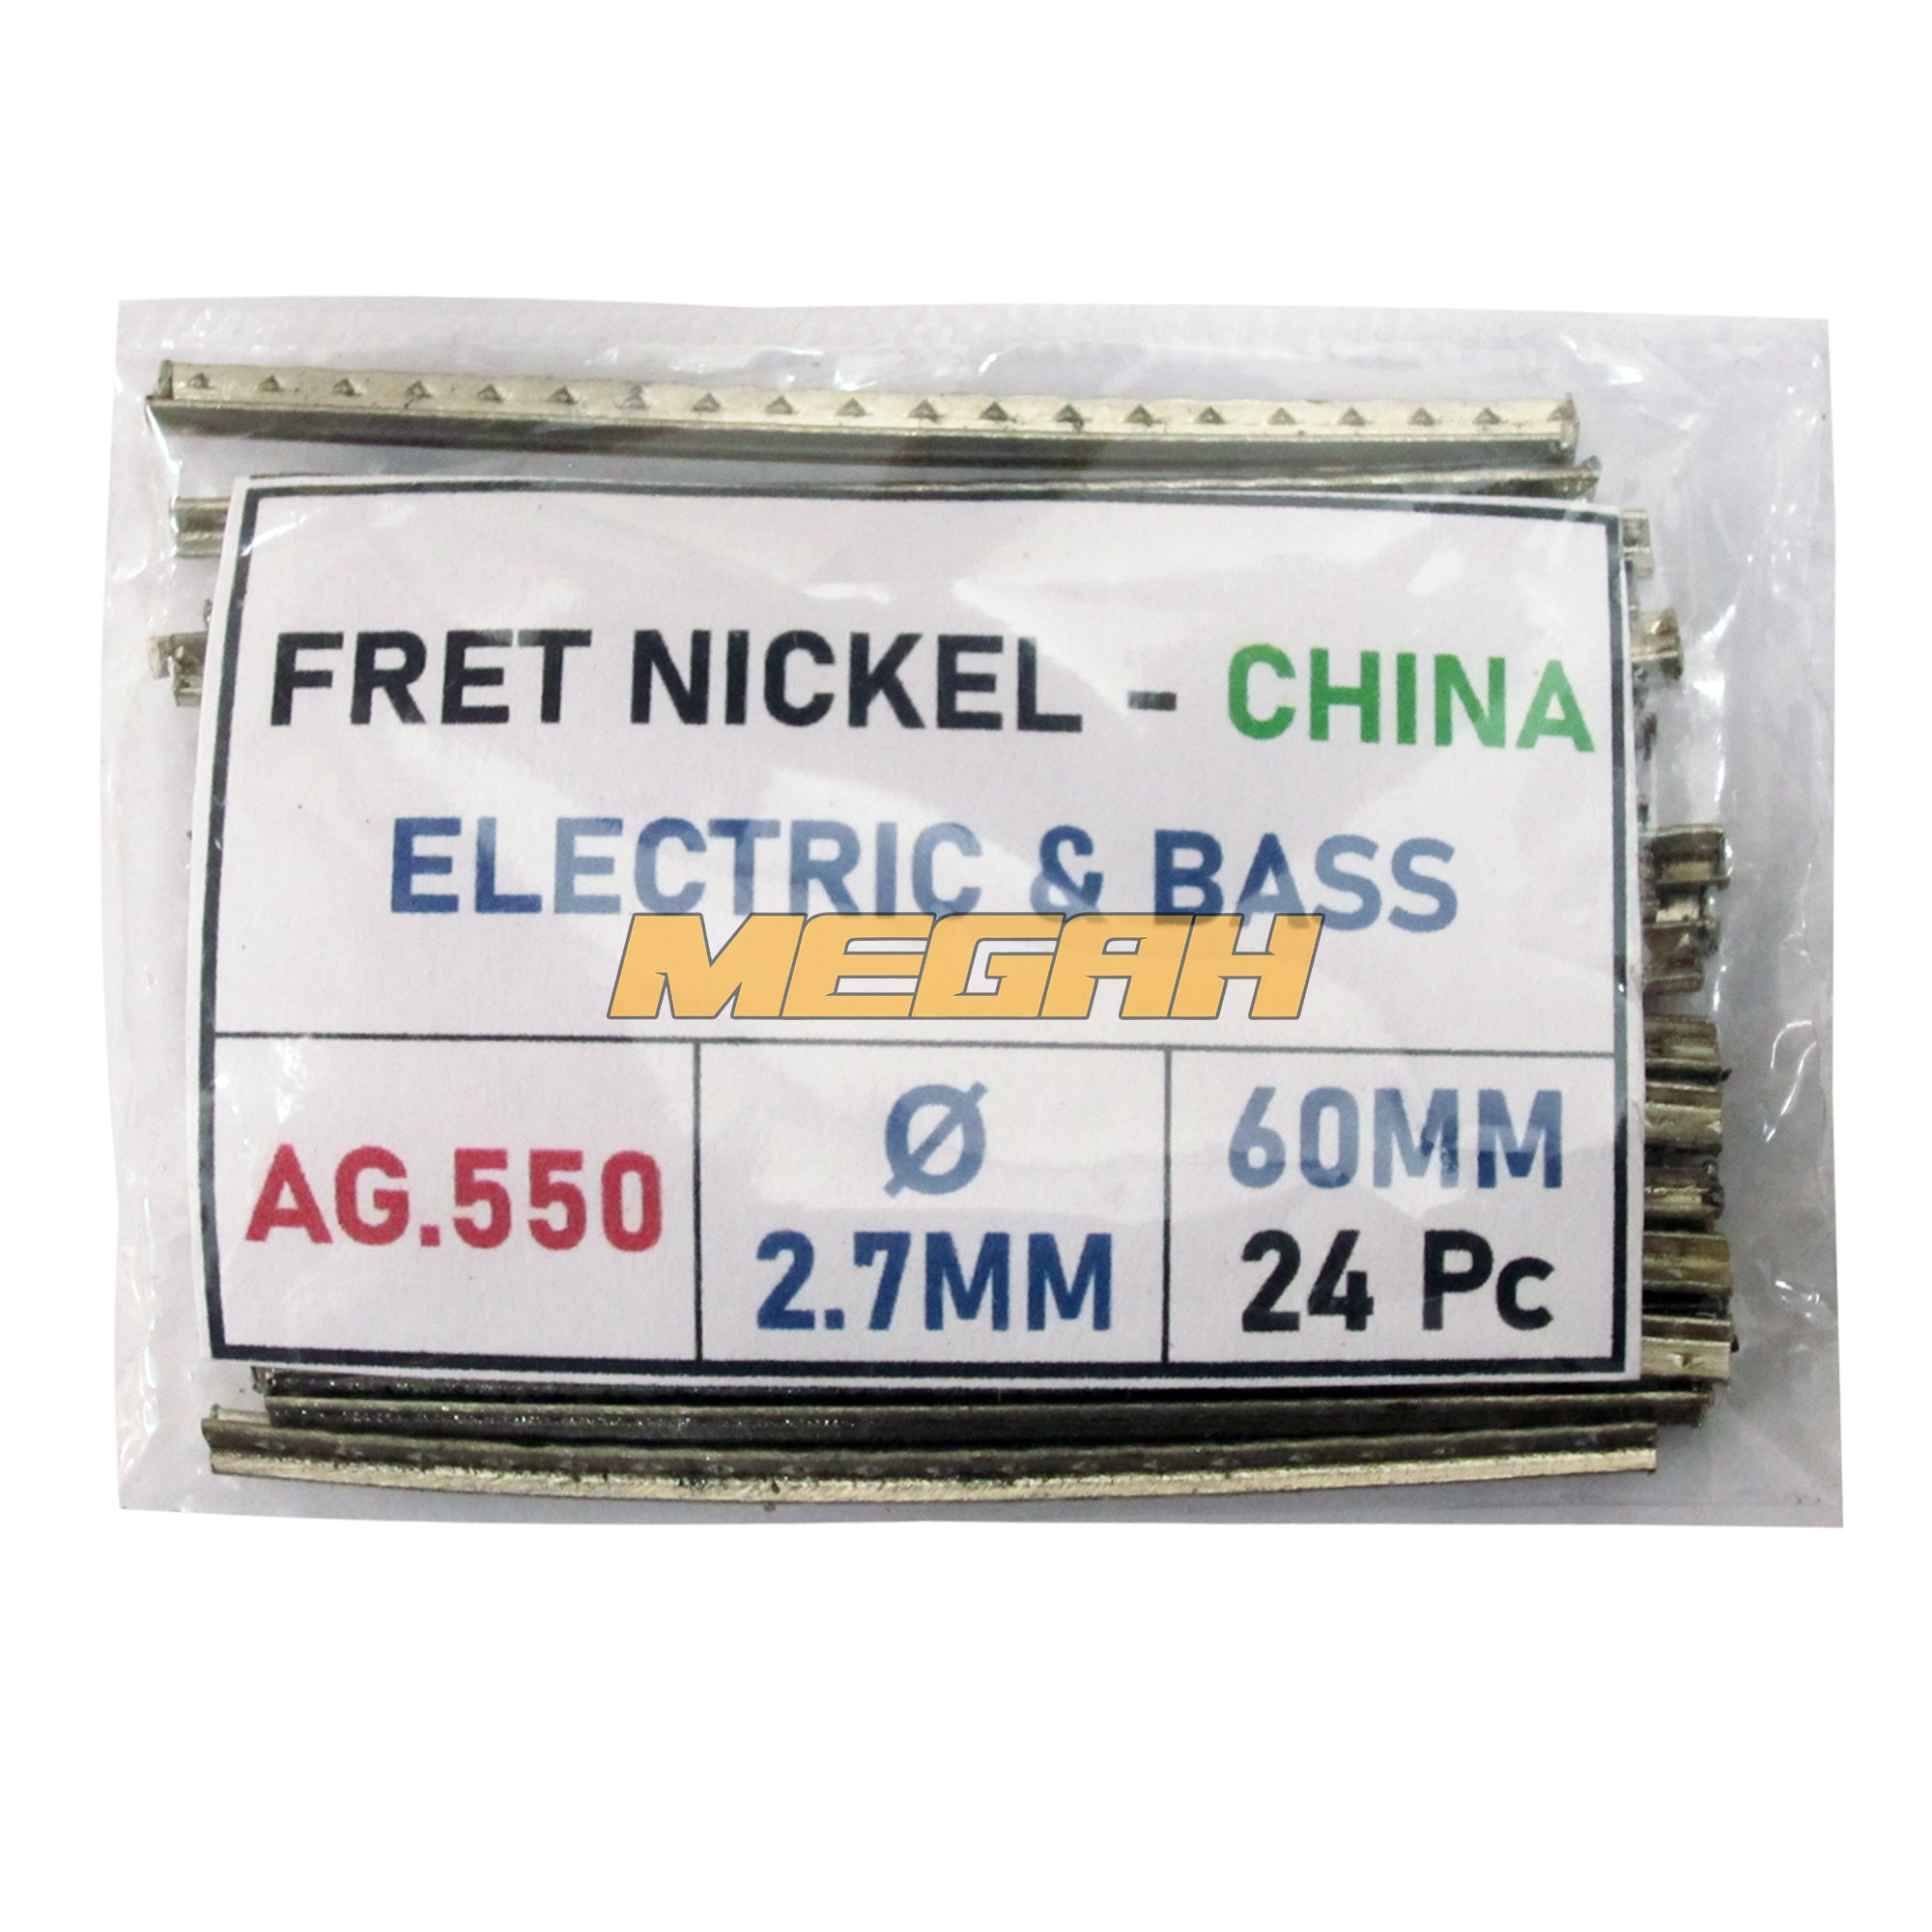 FRET NICKEL - CHINA
ELECTRIC & BASS
MEGAH
AG.550
Ø
2.7MM
60MM
24 Pc